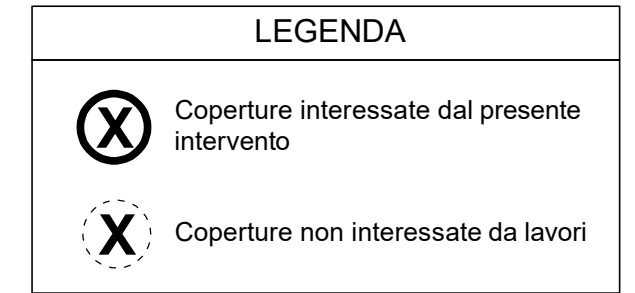 LEGENDA
X
Coperture interessate dal presente
intervento
X
Coperture non interessate da lavori